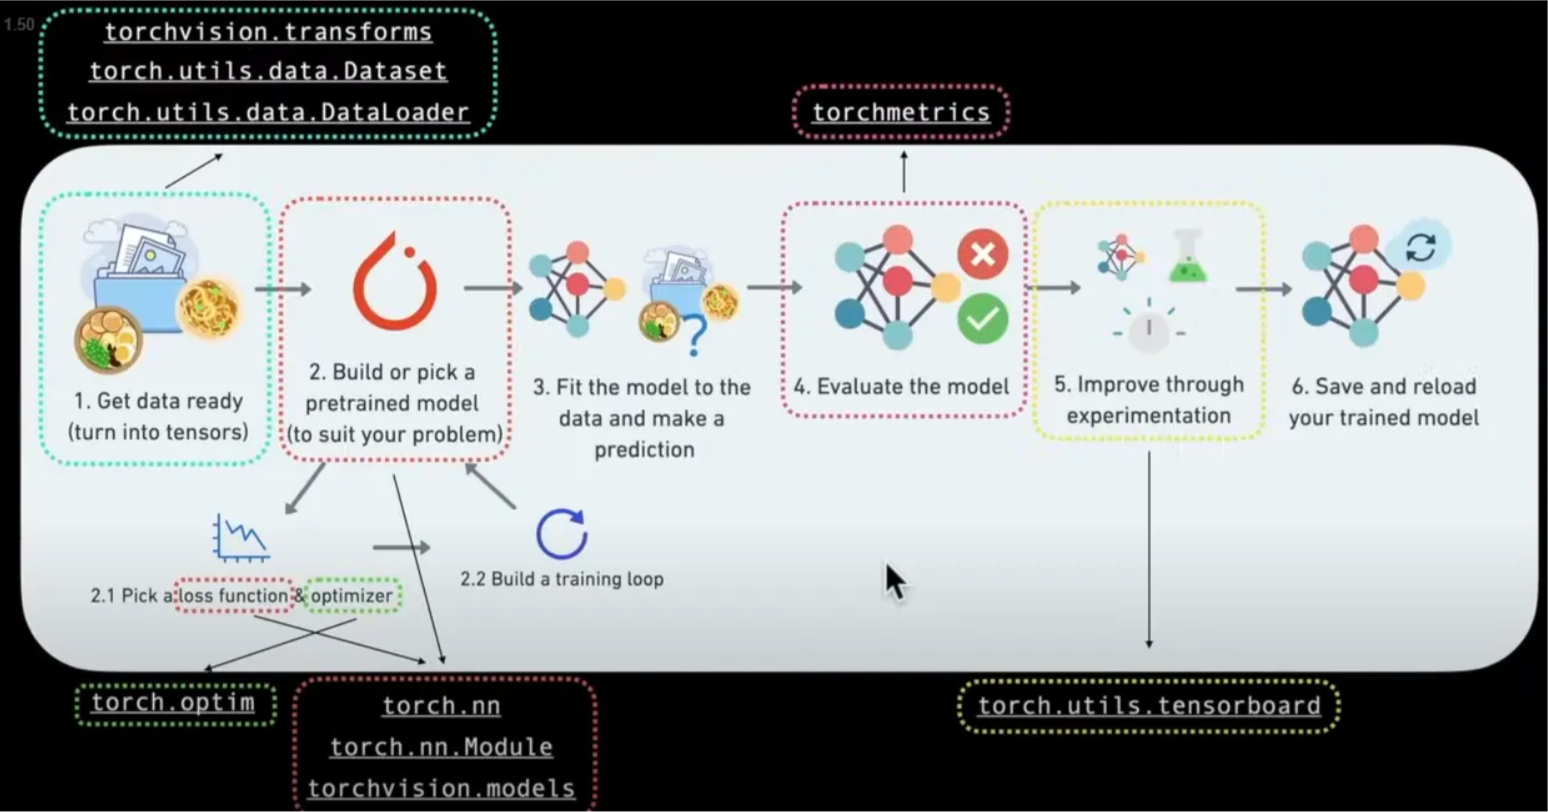 1.50
torchvision.transforms
torch.utils.data.Dataset
torch.utils.data.DataLoader
torchmetrics
1. Get data ready
(turn into tensors)
2. Build or pick a
pretrained model
(to suit your problem)
3. Fit the model to the
data and make a
prediction
4. Evaluate the model
5. Improve through
experimentation
6. Save and reload
your trained model
2.1 Pick a loss function & optimizer
2.2 Build a training loop
torch.optim
torch.nn
torch.nn.Module
torchvision.models
torch.utils.tensorboard